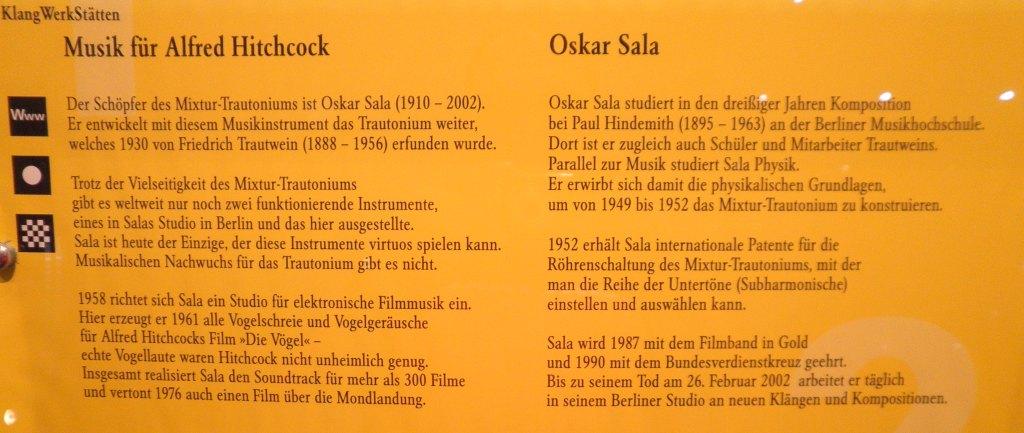 KlangWerkStätten
Musik für Alfred Hitchcock
Www
Der Schöpfer des Mixtur-Trautoniums ist Oskar Sala (1910 – 2002).
Er entwickelt mit diesem Musikinstrument das Trautonium weiter,
welches 1930 von Friedrich Trautwein (1888 – 1956) erfunden wurde.
Trotz der Vielseitigkeit des Mixtur-Trautoniums
gibt es weltweit nur noch zwei funktionierende Instrumente,
eines in Salas Studio in Berlin und das hier ausgestellte.
Sala ist heute der Einzige, der diese Instrumente virtuos spielen kann.
Musikalischen Nachwuchs für das Trautonium gibt es nicht.
1958 richtet sich Sala ein Studio für elektronische Filmmusik ein.
Hier erzeugt er 1961 alle Vogelschreie und Vogelgeräusche
für Alfred Hitchcocks Film »Die Vögel« –
echte Vogellaute waren Hitchcock nicht unheimlich genug.
Insgesamt realisiert Sala den Soundtrack für mehr als 300 Filme
und vertont 1976 auch einen Film über die Mondlandung.
Oskar Sala
Oskar Sala studiert in den dreißiger Jahren Komposition
bei Paul Hindemith (1895 – 1963) an der Berliner Musikhochschule.
Dort ist er zugleich auch Schüler und Mitarbeiter Trautweins.
Parallel zur Musik studiert Sala Physik.
Er erwirbt sich damit die physikalischen Grundlagen,
um von 1949 bis 1952 das Mixtur-Trautonium zu konstruieren.
1952 erhält Sala internationale Patente für die
Röhrenschaltung des Mixtur-Trautoniums, mit der
man die Reihe der Untertöne (Subharmonische)
einstellen und auswählen kann.
Sala wird 1987 mit dem Filmband in Gold
und 1990 mit dem Bundesverdienstkreuz geehrt.
Bis zu seinem Tod am 26. Februar 2002 arbeitet er täglich
in seinem Berliner Studio an neuen Klängen und Kompositionen.
2